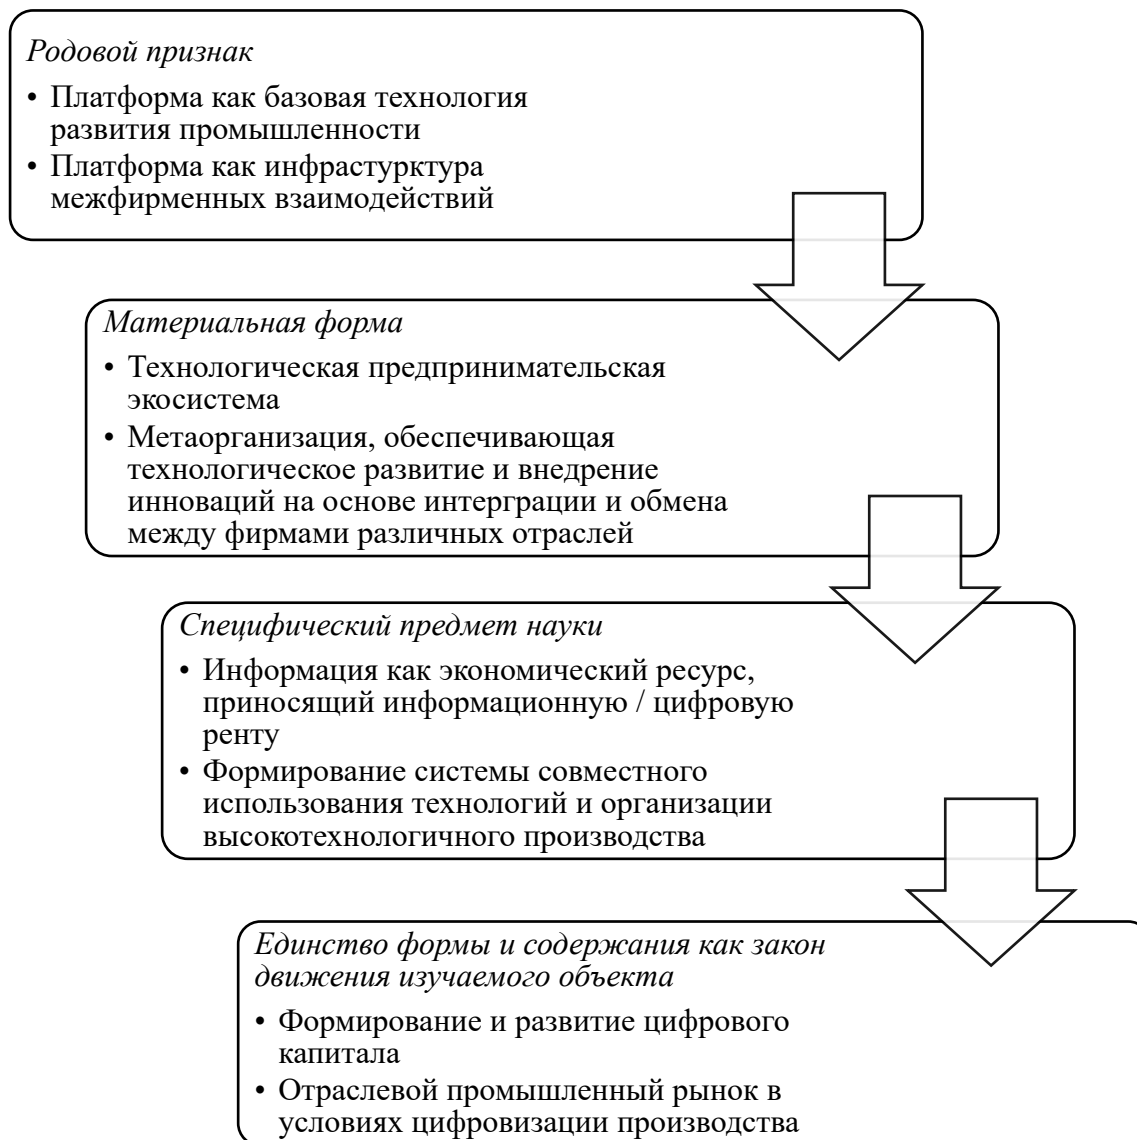 Родовой признак
• Платформа как базовая технология
развития промышленности
• Платформа как инфрастурктура
межфирменных взаимодействий
Материальная форма
• Технологическая предпринимательская
экосистема
• Метаорганизация, обеспечивающая
технологическое развитие и внедрение
инноваций на основе интерграции и обмена
между фирмами различных отраслей
Специфический предмет науки
• Информация как экономический ресурс,
приносящий информационную / цифровую
ренту
• Формирование системы совместного
использования технологий и организации
высокотехнологичного производства
Единство формы и содержания как закон
движения изучаемого объекта
• Формирование и развитие цифрового
капитала
• Отраслевой промышленный рынок в
условиях цифровизации производства